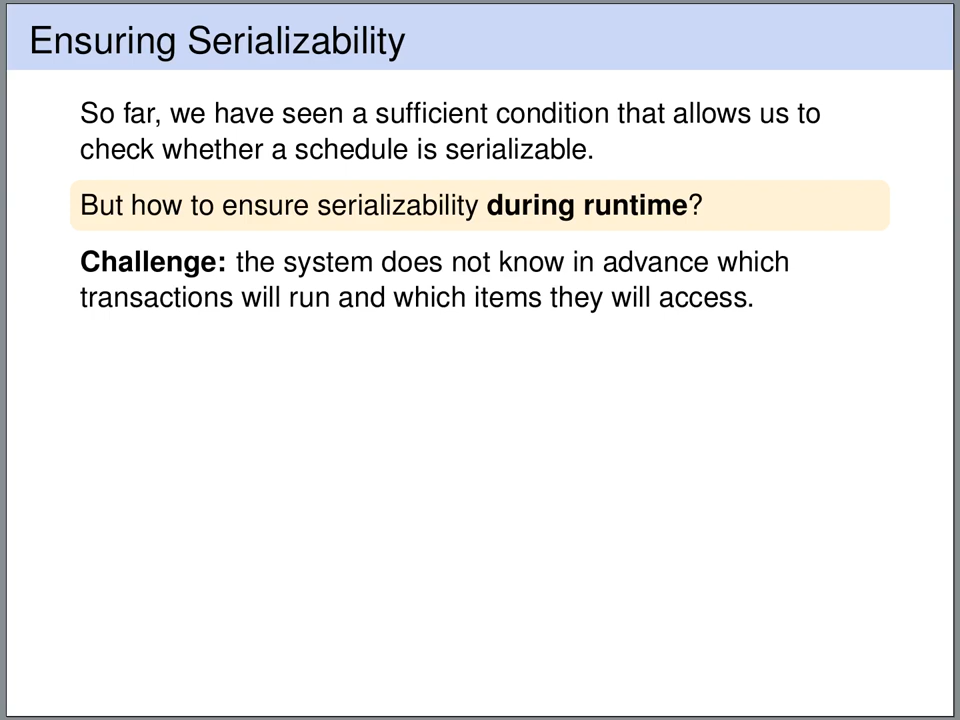 Ensuring Serializability
So far, we have seen a sufficient condition that allows us to
check whether a schedule is serializable.
But how to ensure serializability during runtime?
Challenge: the system does not know in advance which
transactions will run and which items they will access.